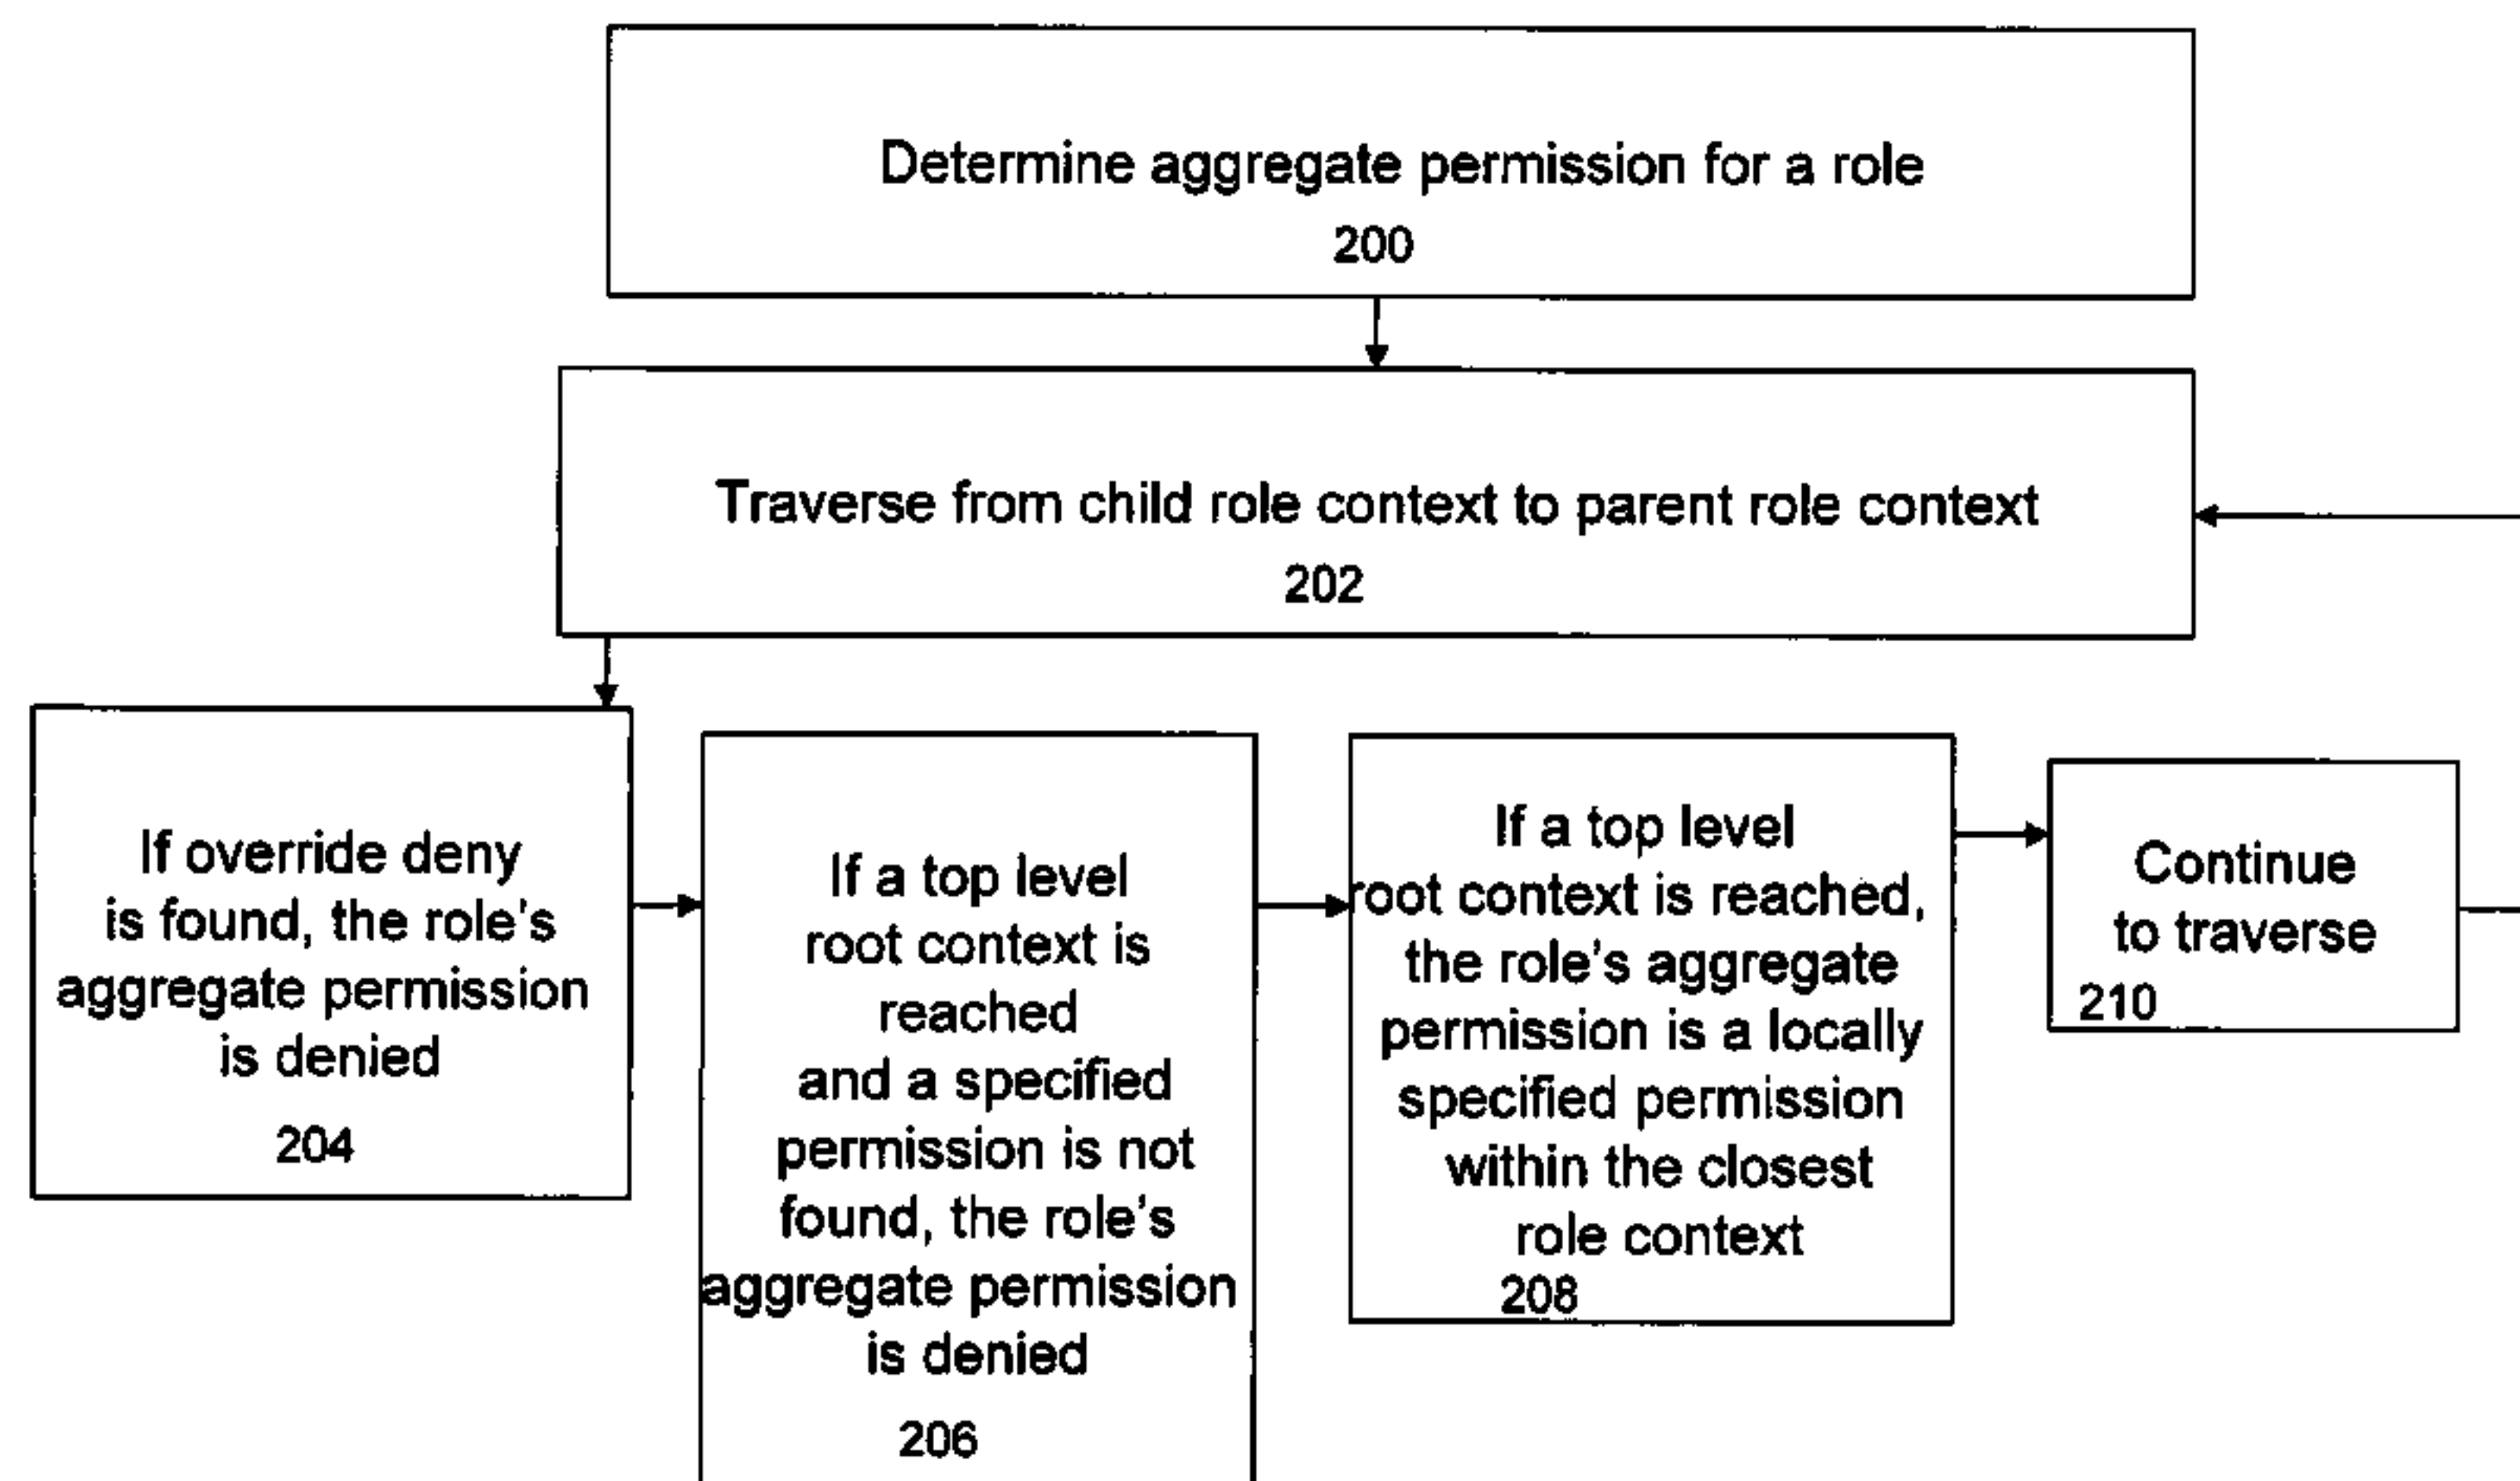 Determine aggregate permission for a role
200
Traverse from child role context to parent role context
202
If override deny
is found, the role's
aggregate permission
is denied
204
If a top level
root context is
reached
and a specified
permission is not
found, the role's
aggregate permission
is denied
206
If a top level
root context is reached,
the role's aggregate
permission is a locally
specified permission
within the closest
role context
208
Continue
to traverse
210